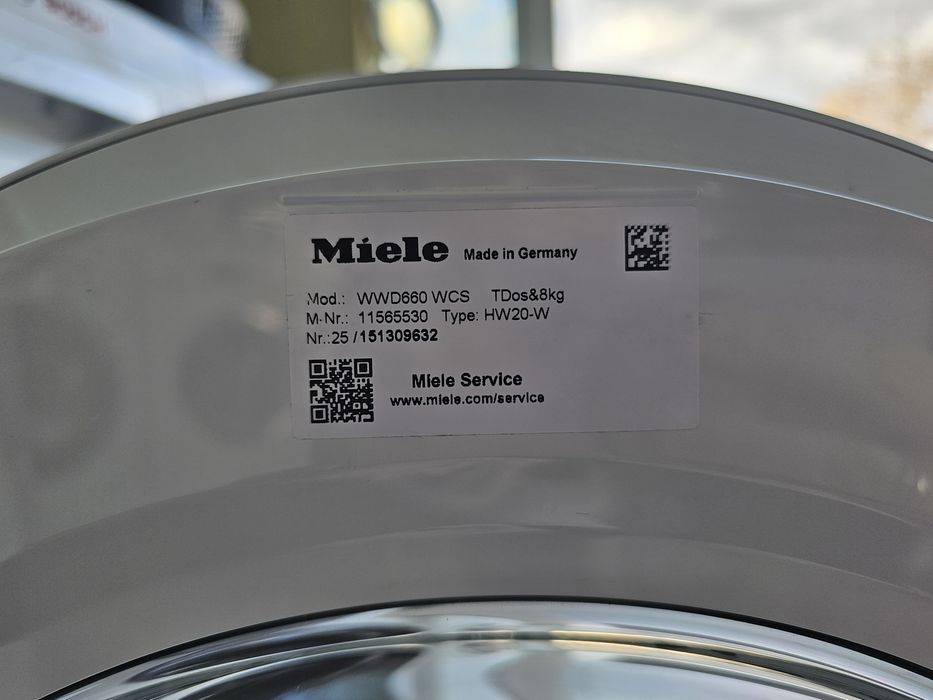 Miele Made in Germany
Mod.: WWD660 WCS TDos&8kg
M-Nr.: 11565530 Type: HW20-W
Nr.:25 /151309632
Miele Service
www.miele.com/service